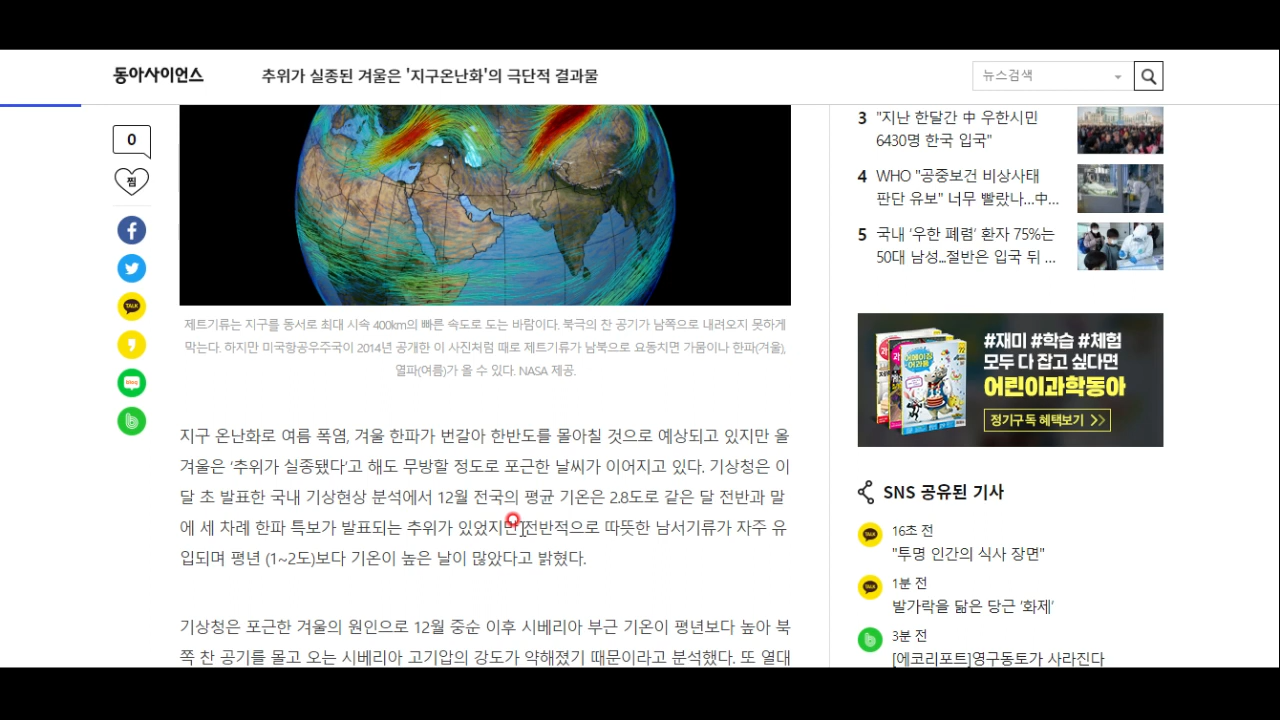 동아사이언스
추위가 실종된 겨울은 '지구온난화'의 극단적 결과물
뉴스검색
0
찜
TALK
blog
제트기류는 지구를 동서로 최대 시속 400km의 빠른 속도로 도는 바람이다. 북극의 찬 공기가 남쪽으로 내려오지 못하게
막는다. 하지만 미국항공우주국이 2014년 공개한 이 사진처럼 때로 제트기류가 남북으로 요동치면 가뭄이나 한파(겨울),
열파(여름)가 올 수 있다. NASA 제공.
지구 온난화로 여름 폭염, 겨울 한파가 번갈아 한반도를 몰아칠 것으로 예상되고 있지만 올
겨울은 ‘추위가 실종됐다’고 해도 무방할 정도로 포근한 날씨가 이어지고 있다. 기상청은 이
달 초 발표한 국내 기상현상 분석에서 12월 전국의 평균 기온은 2.8도로 같은 달 전반과 말
에 세 차례 한파 특보가 발표되는 추위가 있었지만 전반적으로 따뜻한 남서기류가 자주 유
입되며 평년 (1~2도)보다 기온이 높은 날이 많았다고 밝혔다.
기상청은 포근한 겨울의 원인으로 12월 중순 이후 시베리아 부근 기온이 평년보다 높아 북
쪽 찬 공기를 몰고 오는 시베리아 고기압의 강도가 약해졌기 때문이라고 분석했다. 또 열대
3 "지난 한달간 中 우한시민
6430명 한국 입국"
4 WHO "공중보건 비상사태
판단 유보" 너무 빨랐나…中…
5 국내 ‘우한 폐렴’ 환자 75%는
50대 남성…절반은 입국 뒤 …
#재미 #학습 #체험
모두 다 잡고 싶다면
어린이과학동아
정기구독 혜택보기 >>
SNS 공유된 기사
TALK
16초 전
"투명 인간의 식사 장면"
TALK
1분 전
발가락을 닮은 당근 ‘화제’
3분 전
[에코리포트]영구동토가 사라진다